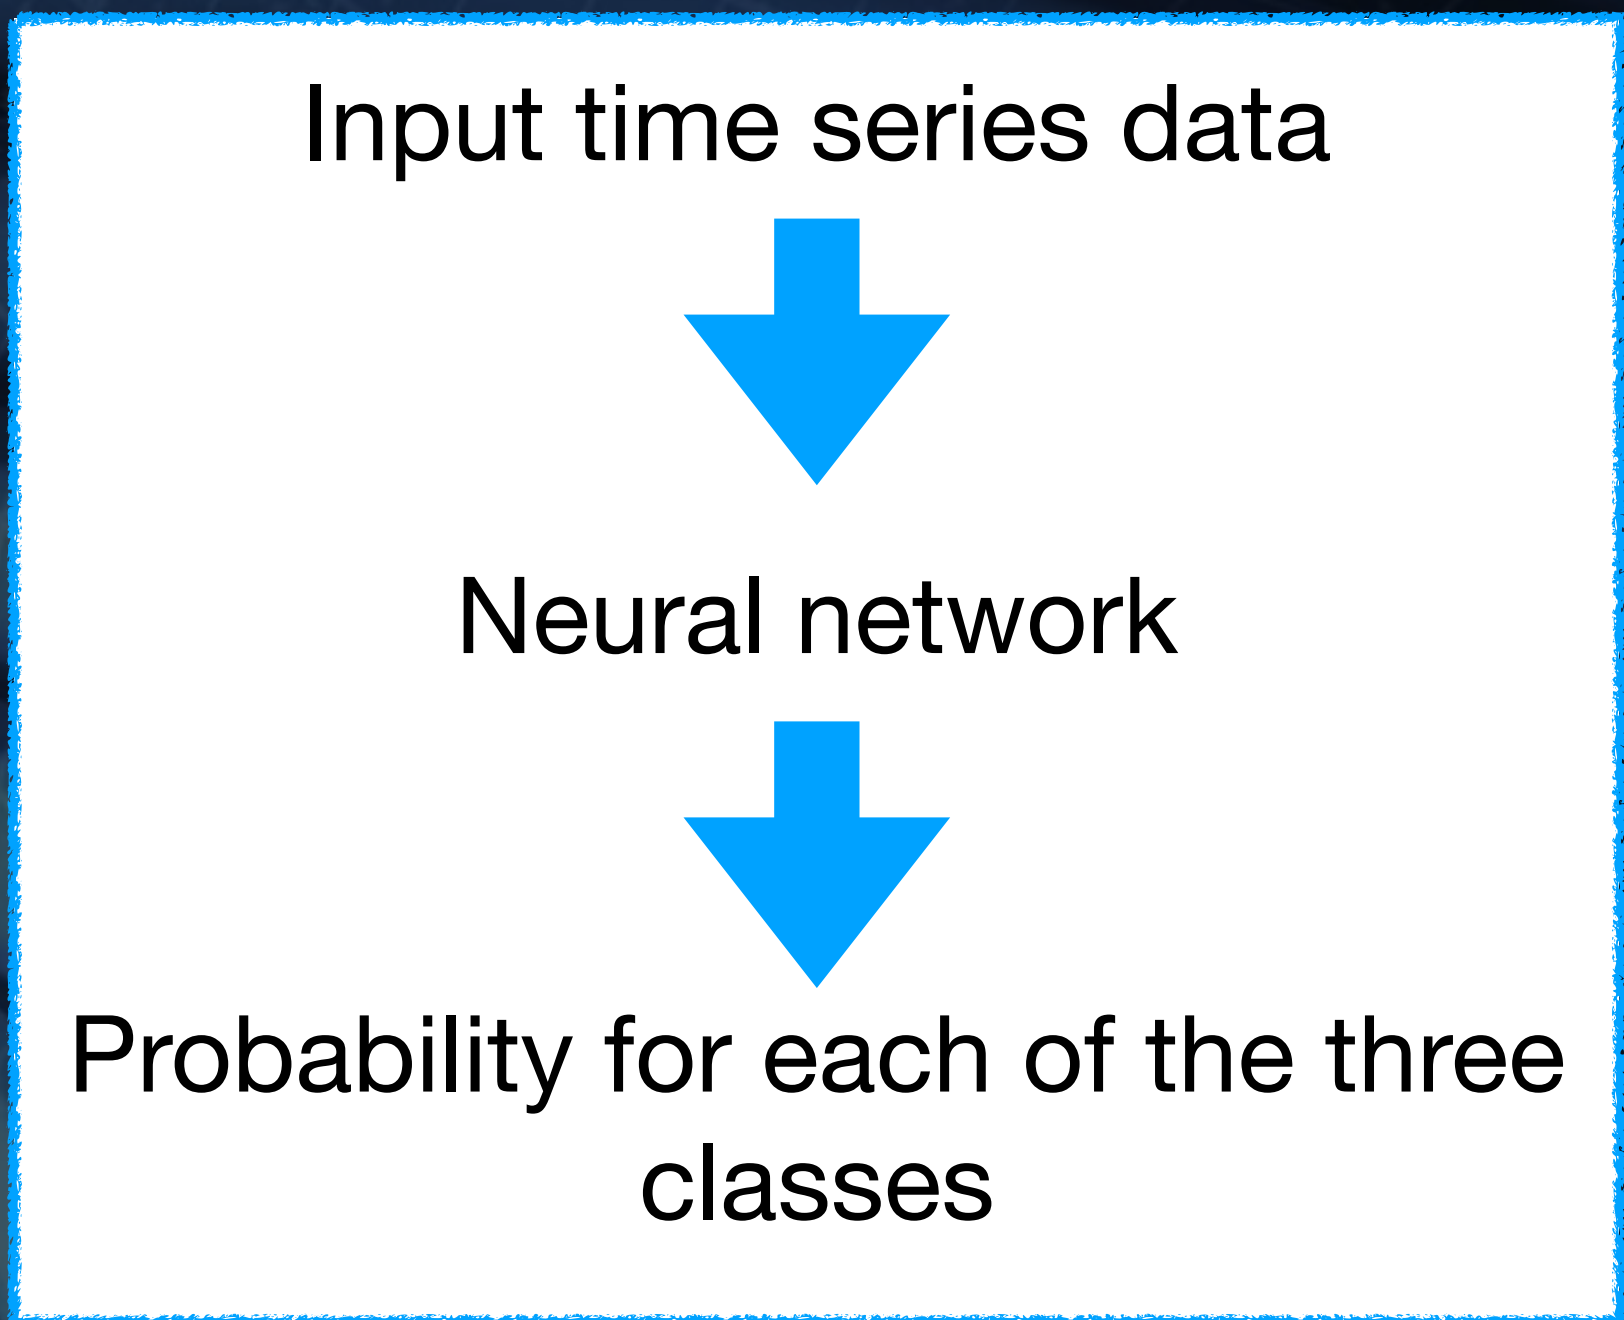 Input time series data
Neural network
Probability for each of the three
classes